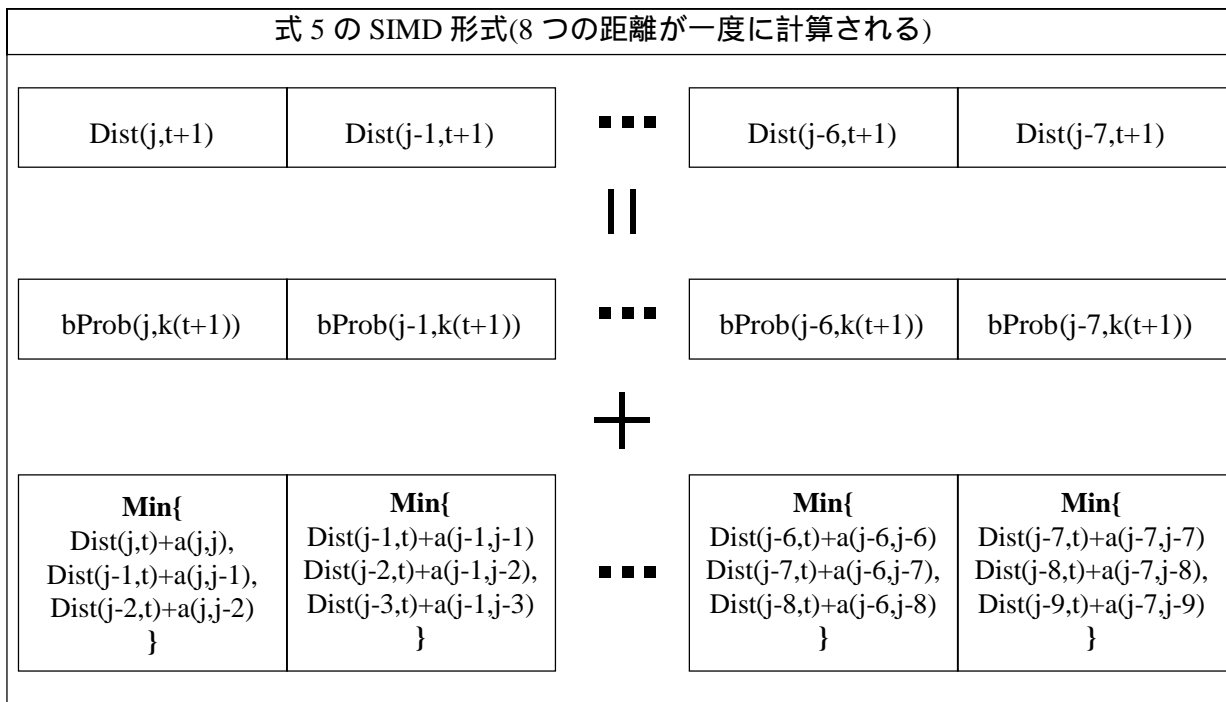 式 5 の SIMD 形式(8 つの距離が一度に計算される)
Dist(j,t+1) Dist(j-1,t+1) ▪▪▪ Dist(j-6,t+1) Dist(j-7,t+1)
||
bProb(j,k(t+1)) bProb(j-1,k(t+1)) ▪▪▪ bProb(j-6,k(t+1)) bProb(j-7,k(t+1))
+
Min{
Dist(j,t)+a(j,j),
Dist(j-1,t)+a(j,j-1),
Dist(j-2,t)+a(j,j-2)
}
Min{
Dist(j-1,t)+a(j-1,j-1)
Dist(j-2,t)+a(j-1,j-2),
Dist(j-3,t)+a(j-1,j-3)
}
▪▪▪
Min{
Dist(j-6,t)+a(j-6,j-6)
Dist(j-7,t)+a(j-6,j-7),
Dist(j-8,t)+a(j-6,j-8)
}
Min{
Dist(j-7,t)+a(j-7,j-7)
Dist(j-8,t)+a(j-7,j-8),
Dist(j-9,t)+a(j-7,j-9)
}